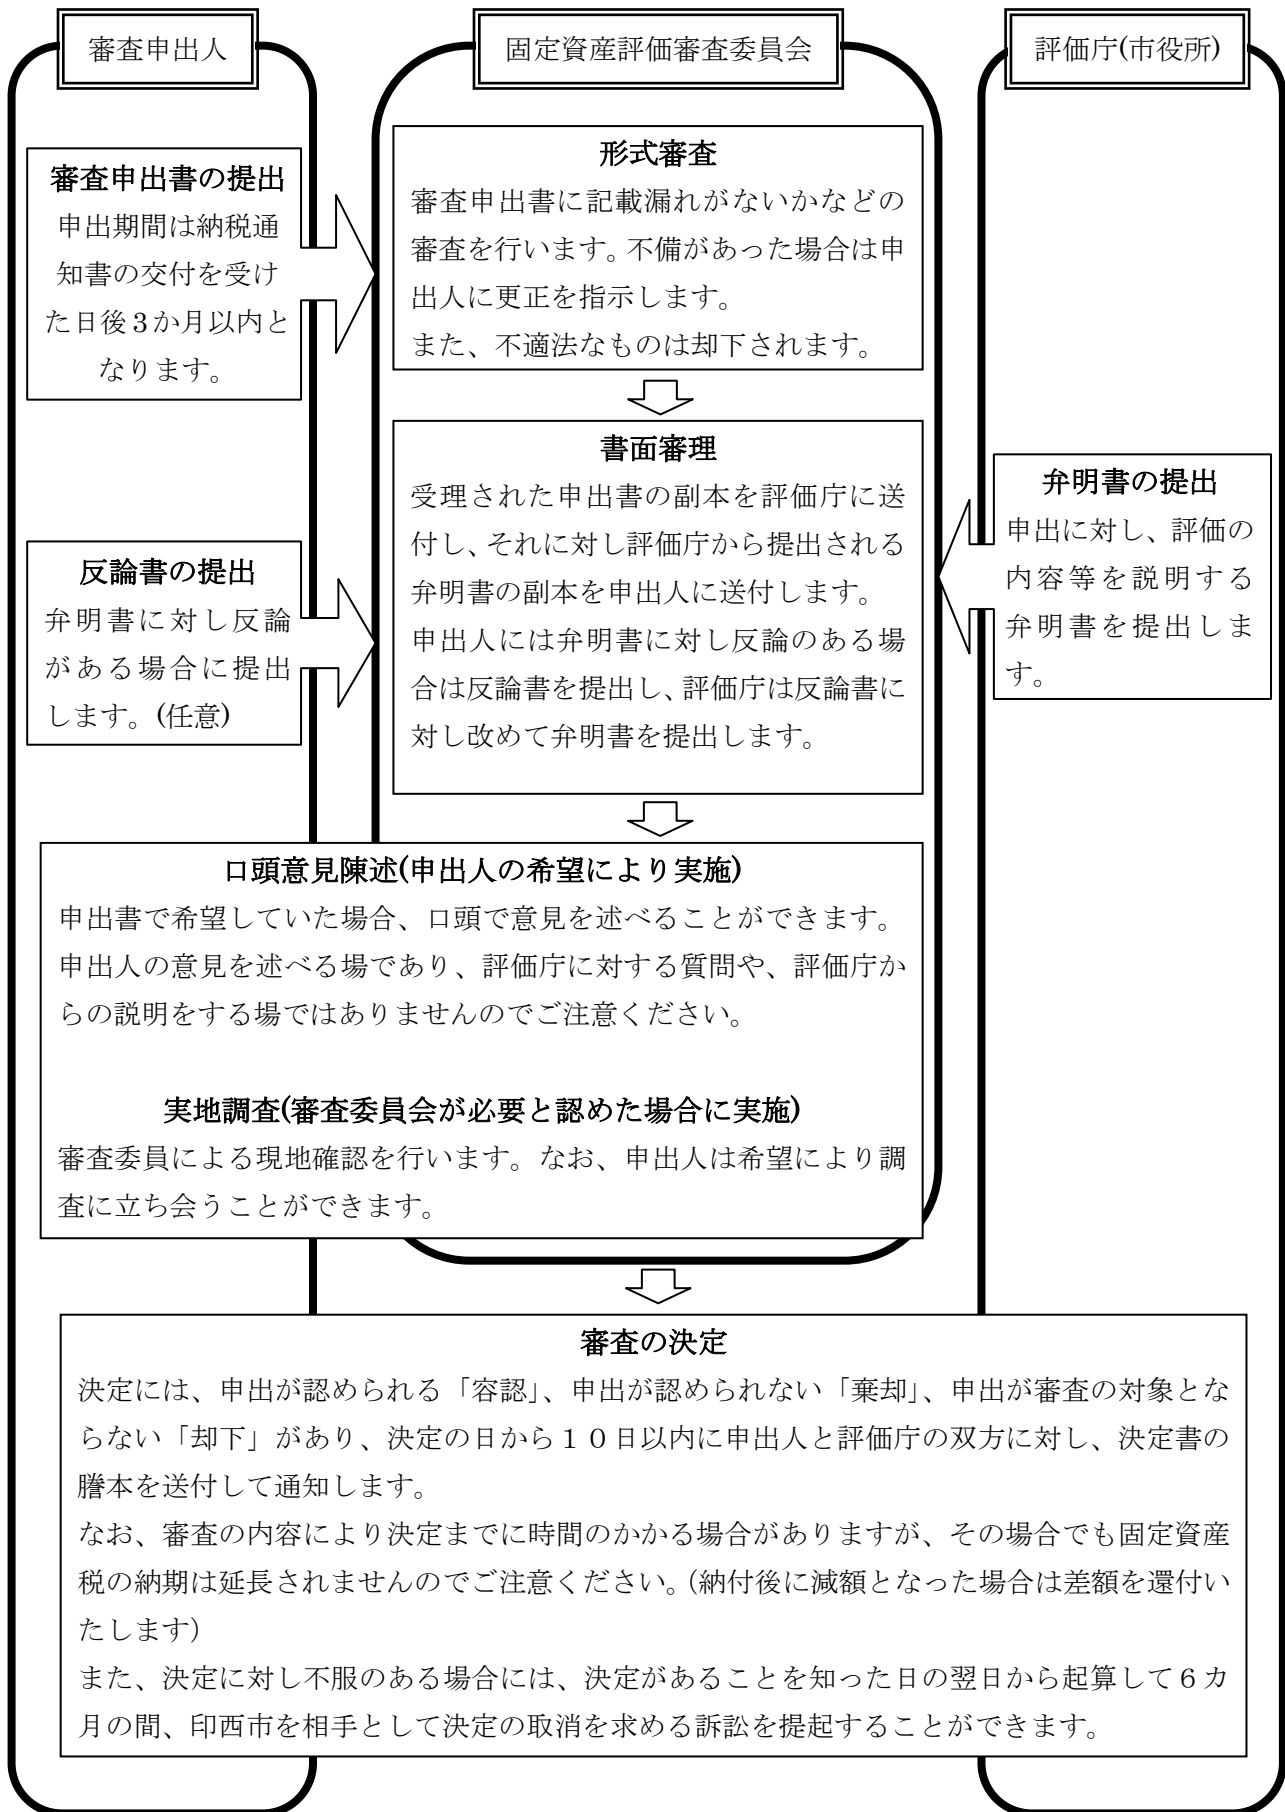 審査申出人
固定資産評価審査委員会
評価庁(市役所)
審査申出書の提出
申出期間は納税通
知書の交付を受け
た日後3か月以内と
なります。
形式審査
審査申出書に記載漏れがないかなどの
審査を行います。不備があった場合は申
出人に更正を指示します。
また、不適法なものは却下されます。
書面審理
受理された申出書の副本を評価庁に送
付し、それに対し評価庁から提出される
弁明書の副本を申出人に送付します。
申出人には弁明書に対し反論のある場
合は反論書を提出し、評価庁は反論書に
対し改めて弁明書を提出します。
弁明書の提出
申出に対し、評価の
内容等を説明する
弁明書を提出しま
す。
反論書の提出
弁明書に対し反論
がある場合に提出
します。(任意)
口頭意見陳述(申出人の希望により実施)
申出書で希望していた場合、口頭で意見を述べることができます。
申出人の意見を述べる場であり、評価庁に対する質問や、評価庁か
らの説明をする場ではありませんのでご注意ください。
実地調査(審査委員会が必要と認めた場合に実施)
審査委員による現地確認を行います。なお、申出人は希望により調
査に立ち会うことができます。
審査の決定
決定には、申出が認められる「容認」、申出が認められない「棄却」、申出が審査の対象とな
らない「却下」があり、決定の日から10日以内に申出人と評価庁の双方に対し、決定書の
謄本を送付して通知します。
なお、審査の内容により決定までに時間のかかる場合がありますが、その場合でも固定資産
税の納期は延長されませんのでご注意ください。(納付後に減額となった場合は差額を還付い
たします)
また、決定に対し不服のある場合には、決定があることを知った日の翌日から起算して6カ
月の間、印西市を相手として決定の取消を求める訴訟を提起することができます。